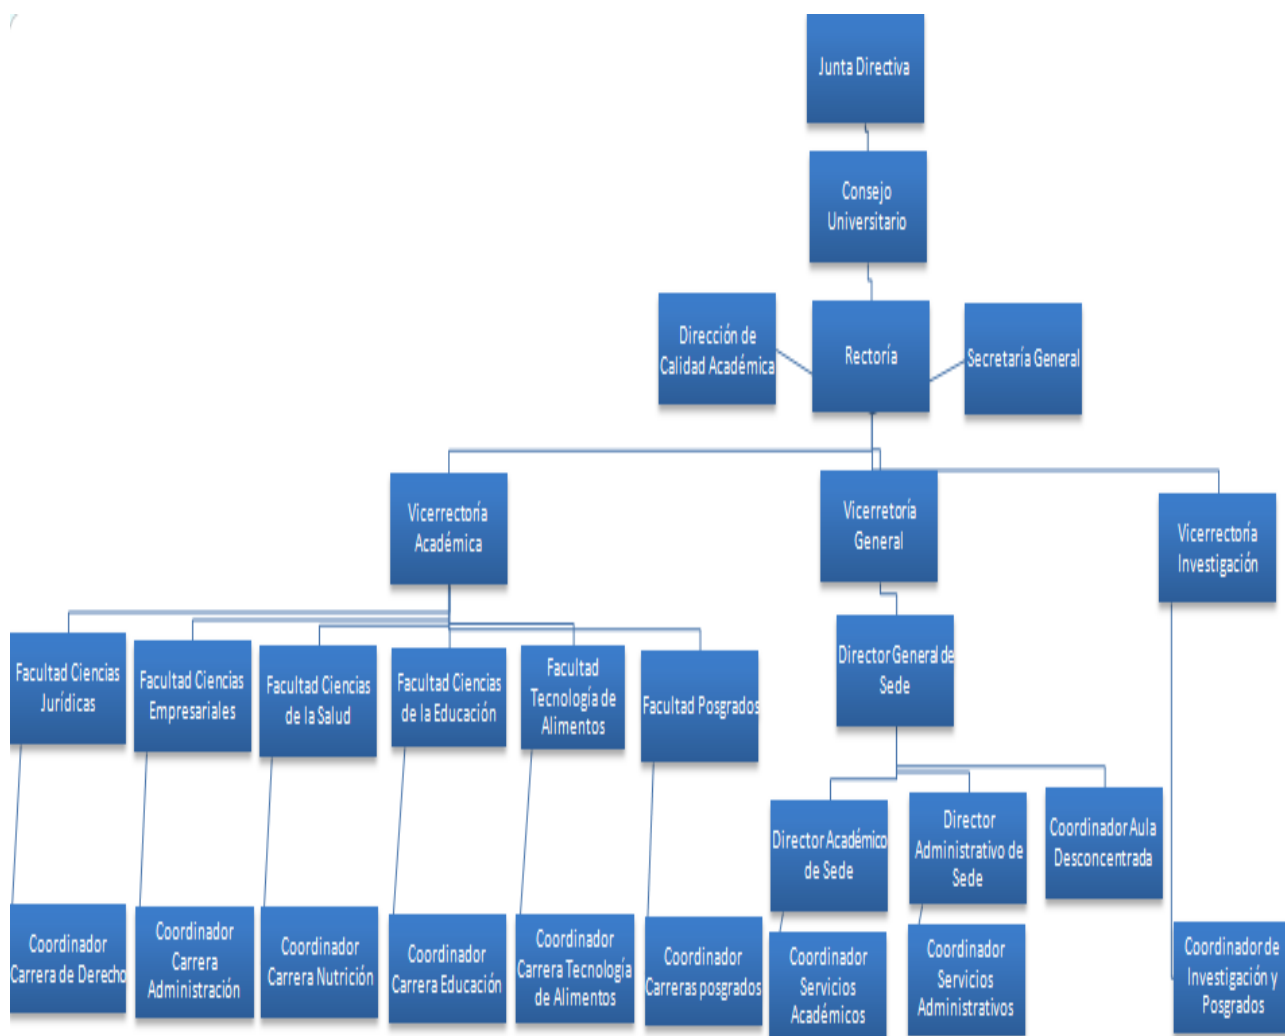 Junta Directiva
Consejo
Universitario
Dirección de
Calidad Académica
Rectoría
Secretaría General
Vicerrectoría
Académica
Vicerretoría
General
Vicerrectoría
Investigación
Facultad Ciencias
Jurídicas
Facultad Ciencias
Empresariales
Facultad Ciencias
de la Salud
Facultad Ciencias
de la Educación
Facultad
Tecnología de
Alimentos
Facultad Posgrados
Director General de
Sede
Director Académico
de Sede
Director
Administrativo de
Sede
Coordinador Aula
Desconcentrada
Coordinador
Carrera de Derecho
Coordinador
Carrera
Administración
Coordinador
Carrera Nutrición
Coordinador
Carrera Educación
Coordinador
Carrera Tecnología
de Alimentos
Coordinador
Carreras posgrados
Coordinador
Servicios
Académicos
Coordinador
Servicios
Administrativos
Coordinador de
Investigación y
Posgrados